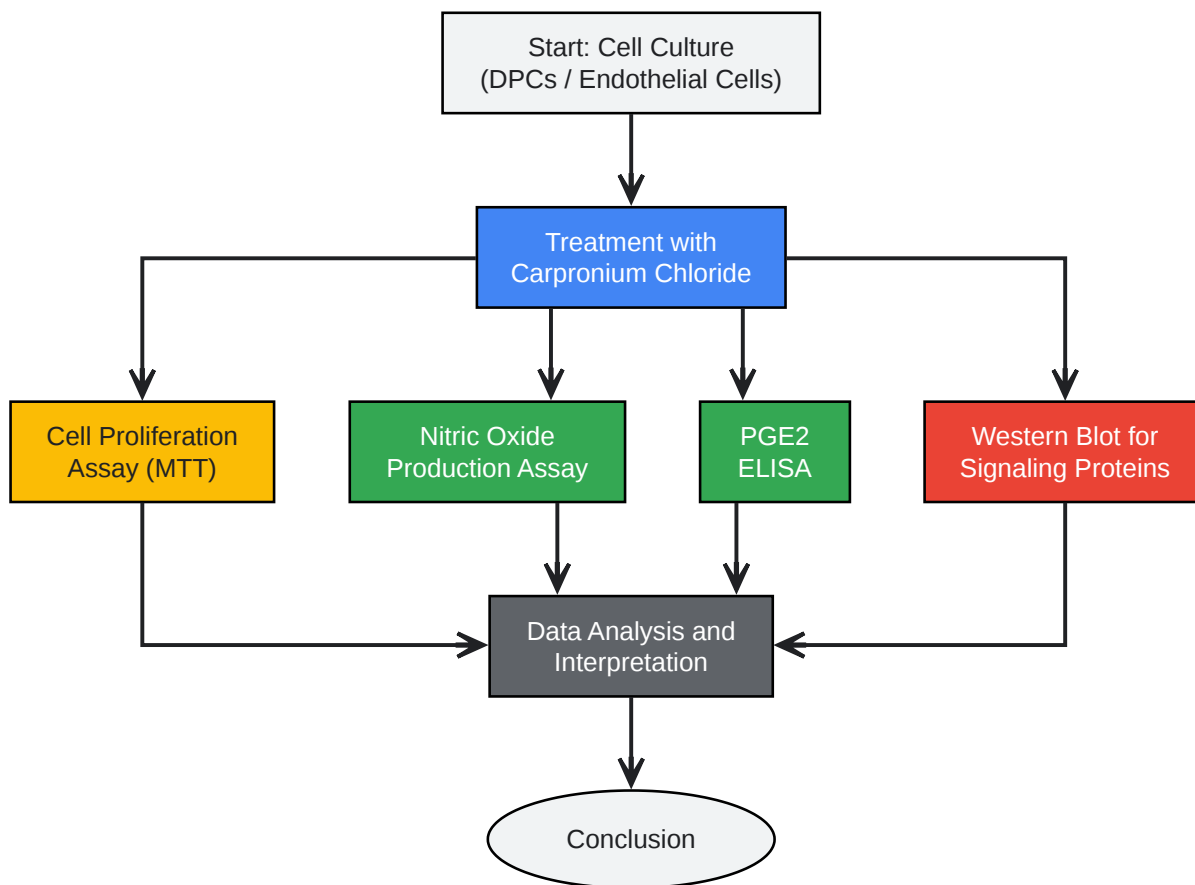 Start: Cell Culture
(DPCs / Endothelial Cells)
Treatment with
Carpronium Chloride
Cell Proliferation
Assay (MTT)
Nitric Oxide
Production Assay
PGE2
ELISA
Western Blot for
Signaling Proteins
Data Analysis and
Interpretation
Conclusion